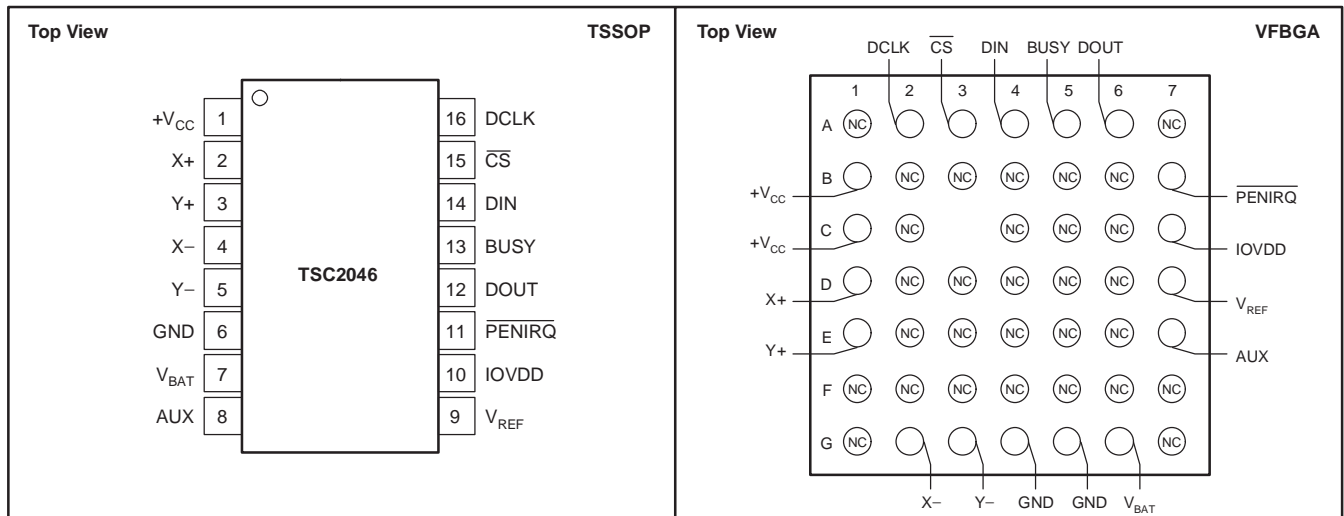 Top View TSSOP
+VCC 1 16 DCLK
X+ 2 15 CS
Y+ 3 14 DIN
X− 4 13 BUSY
TSC2046
Y− 5 12 DOUT
GND 6 11 PENIRQ
VBAT 7 10 IOVDD
AUX 8 9 VREF
Top View VFBGA
DCLK CS DIN BUSY DOUT
1 2 3 4 5 6 7
A NC NC
B NC NC NC NC NC
+VCC PENIRQ
C NC NC NC NC
+VCC IOVDD
D NC NC NC NC NC
X+ VREF
E NC NC NC NC NC
Y+ AUX
F NC NC NC NC NC NC NC
G NC NC
X− Y− GND GND VBAT